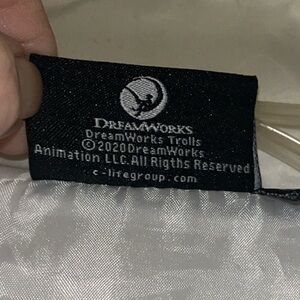 DREAMWORKS
DreamWorks Trolls
©2020DreamWorks
Animation LLC.All Rigths Reserved
c-lifegroup.com